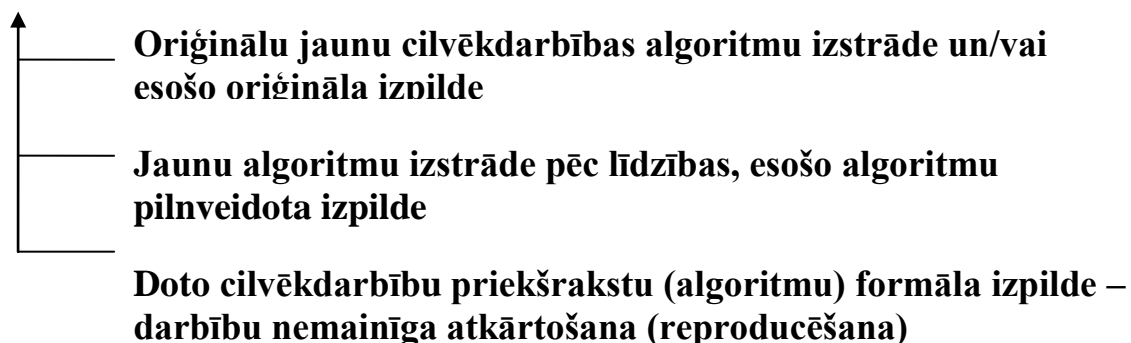 Oriģinālu jaunu cilvēkdarbības algoritmu izstrāde un/vai
esošo oriģināla izpilde
Jaunu algoritmu izstrāde pēc līdzības, esošo algoritmu
pilnveidota izpilde
Doto cilvēkdarbību priekšrakstu (algoritmu) formāla izpilde –
darbību nemainīga atkārtošana (reproducēšana)